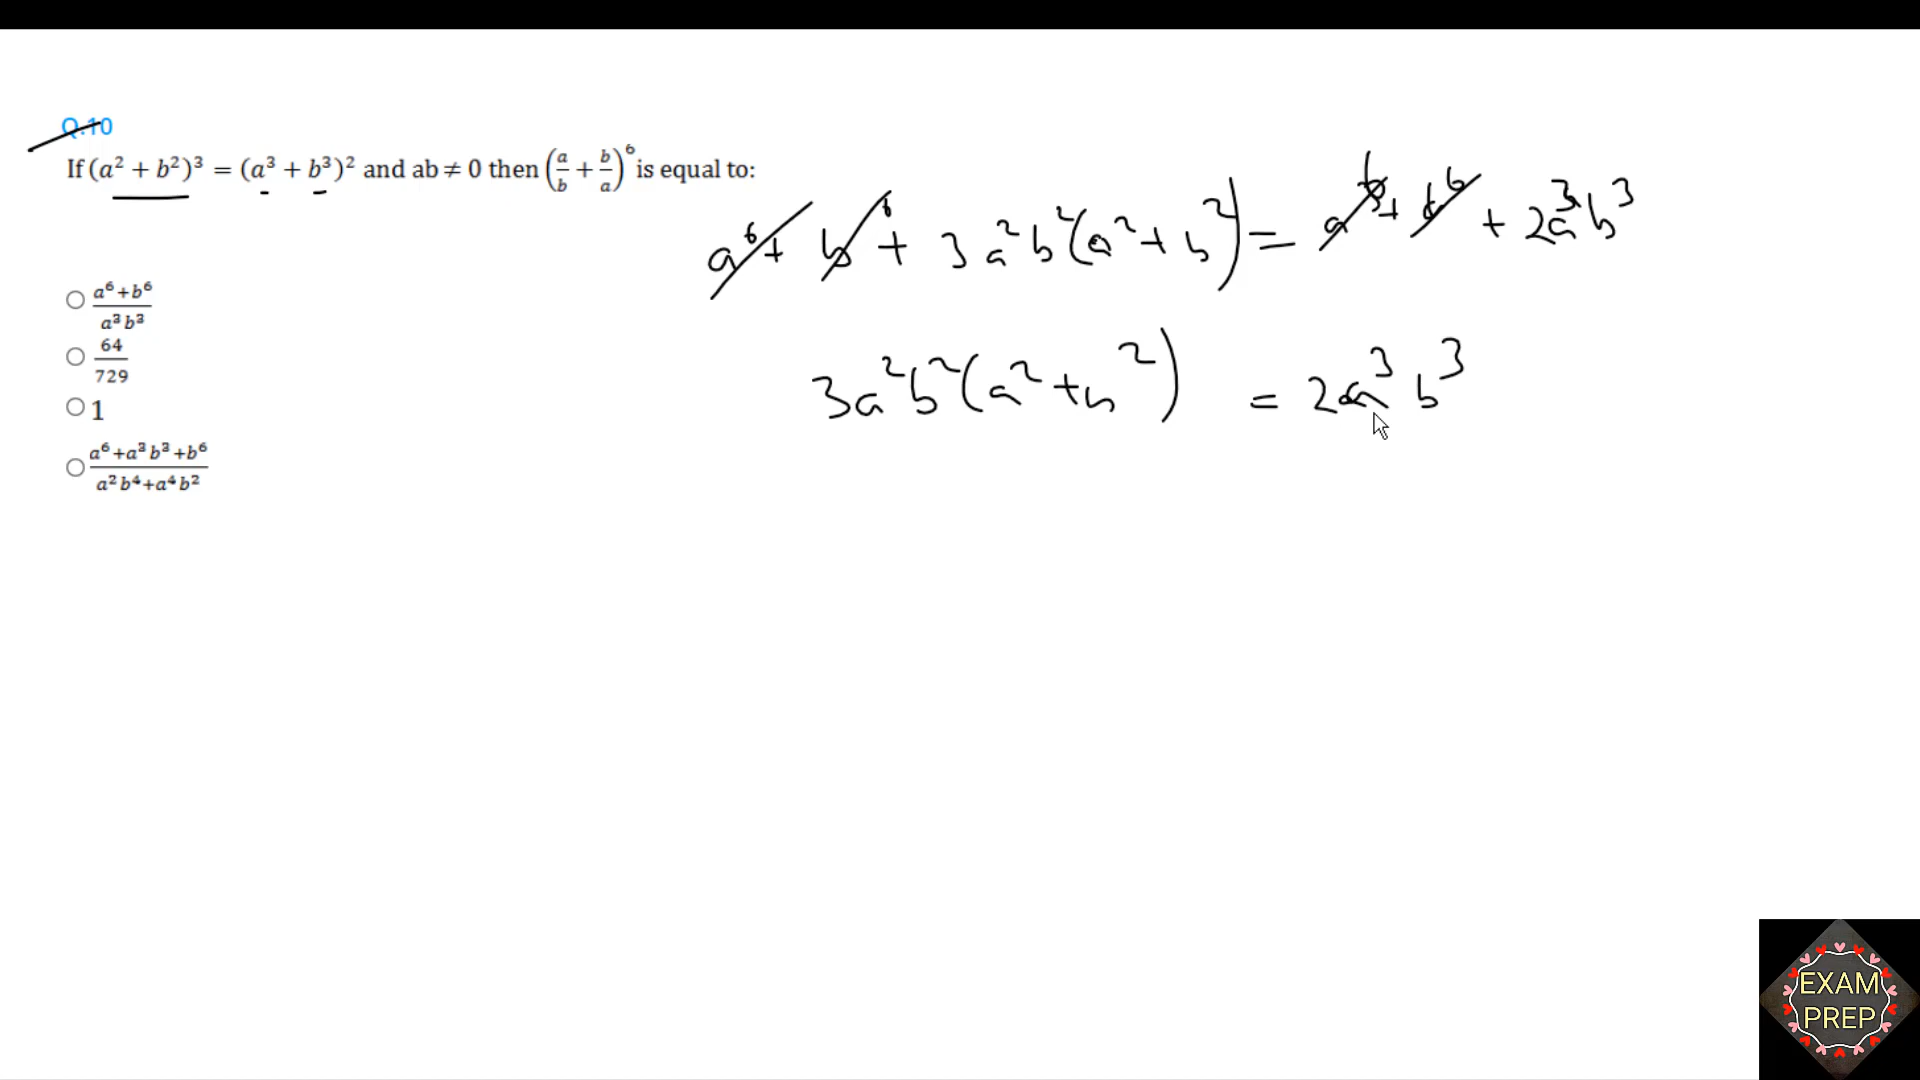 Q.10
If (a² + b²)³ = (a³ + b³)² and ab ≠ 0 then (a/b + b/a)⁶ is equal to:
a⁶ + b⁶ + 3a²b²(a² + b²) = a⁶ + b⁶ + 2a³b³
3a²b²(a² + b²) = 2a³b³
(a⁶+b⁶)/(a³b³)
64/729
1
(a⁶+a³b³+b⁶)/(a²b⁴+a⁴b²)
EXAM
PREP